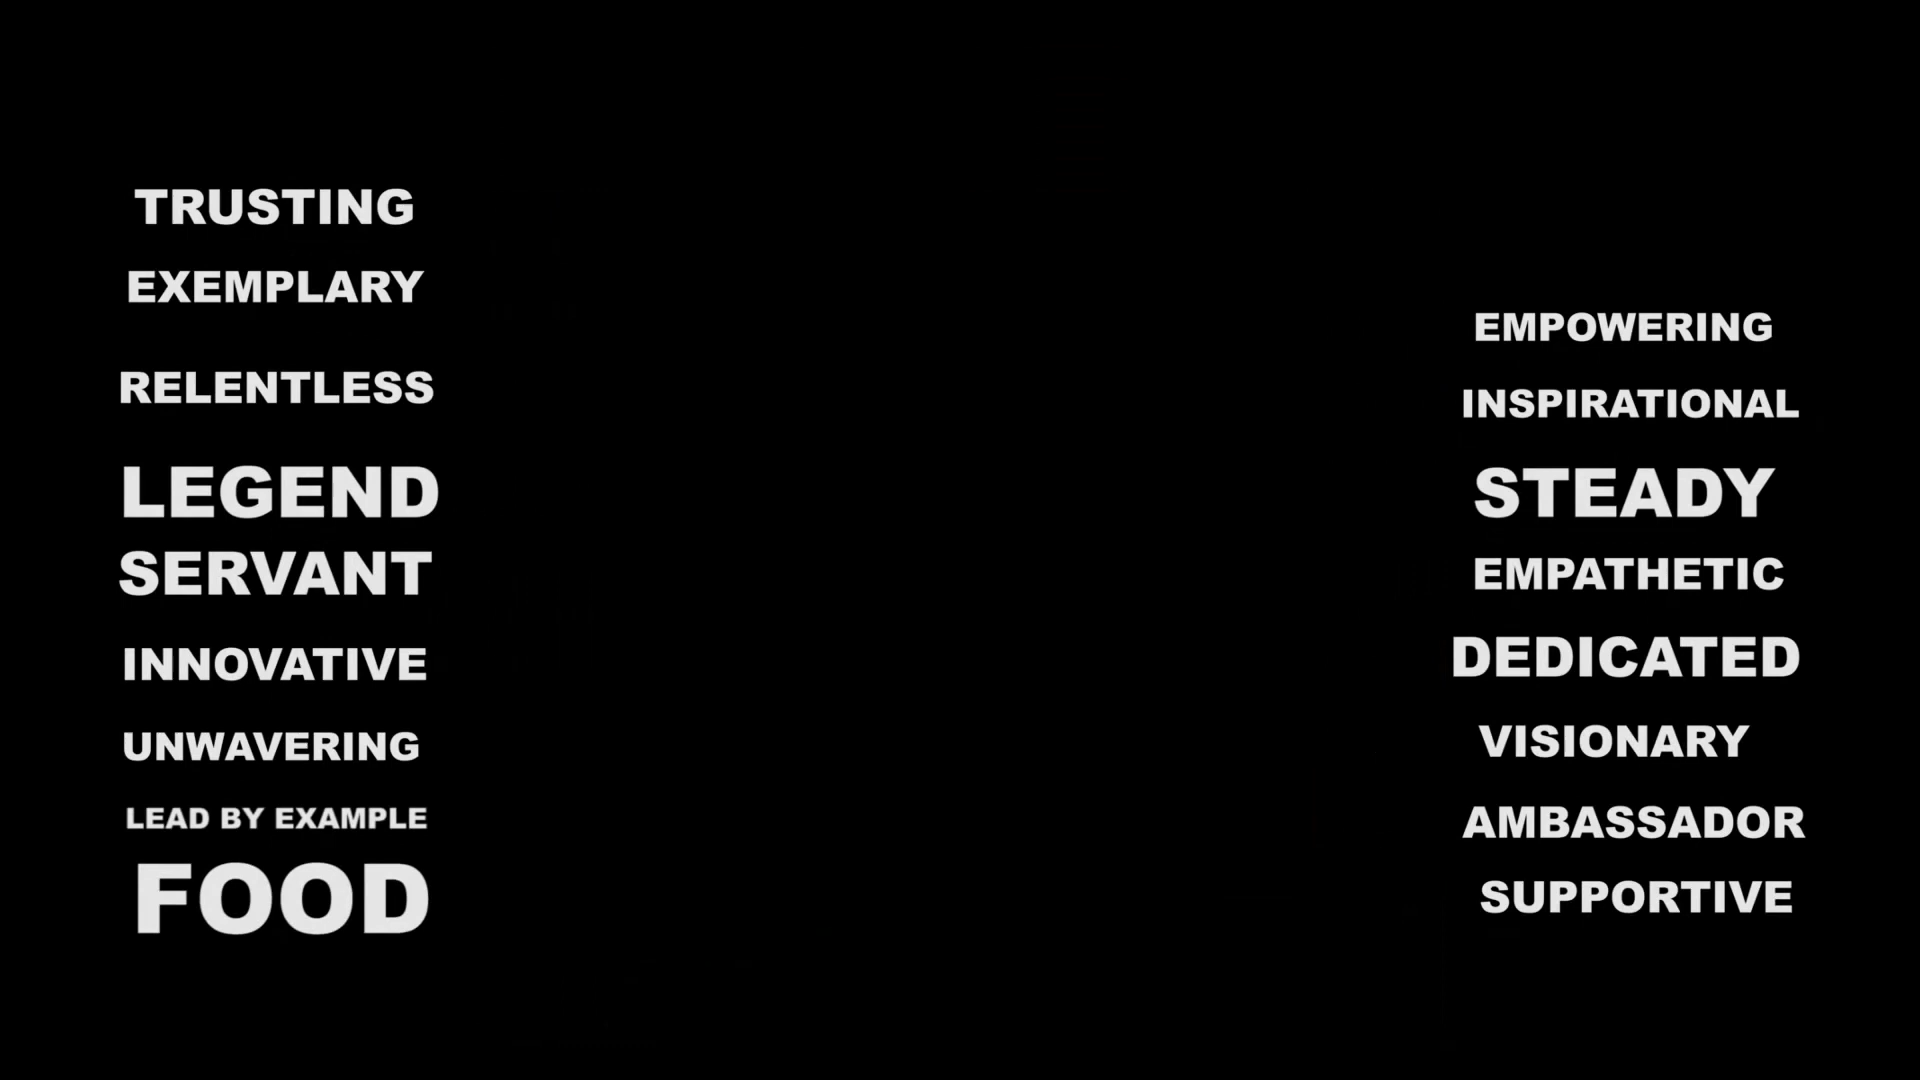 TRUSTING
EXEMPLARY
RELENTLESS
LEGEND
SERVANT
INNOVATIVE
UNWAVERING
LEAD BY EXAMPLE
FOOD
EMPOWERING
INSPIRATIONAL
STEADY
EMPATHETIC
DEDICATED
VISIONARY
AMBASSADOR
SUPPORTIVE